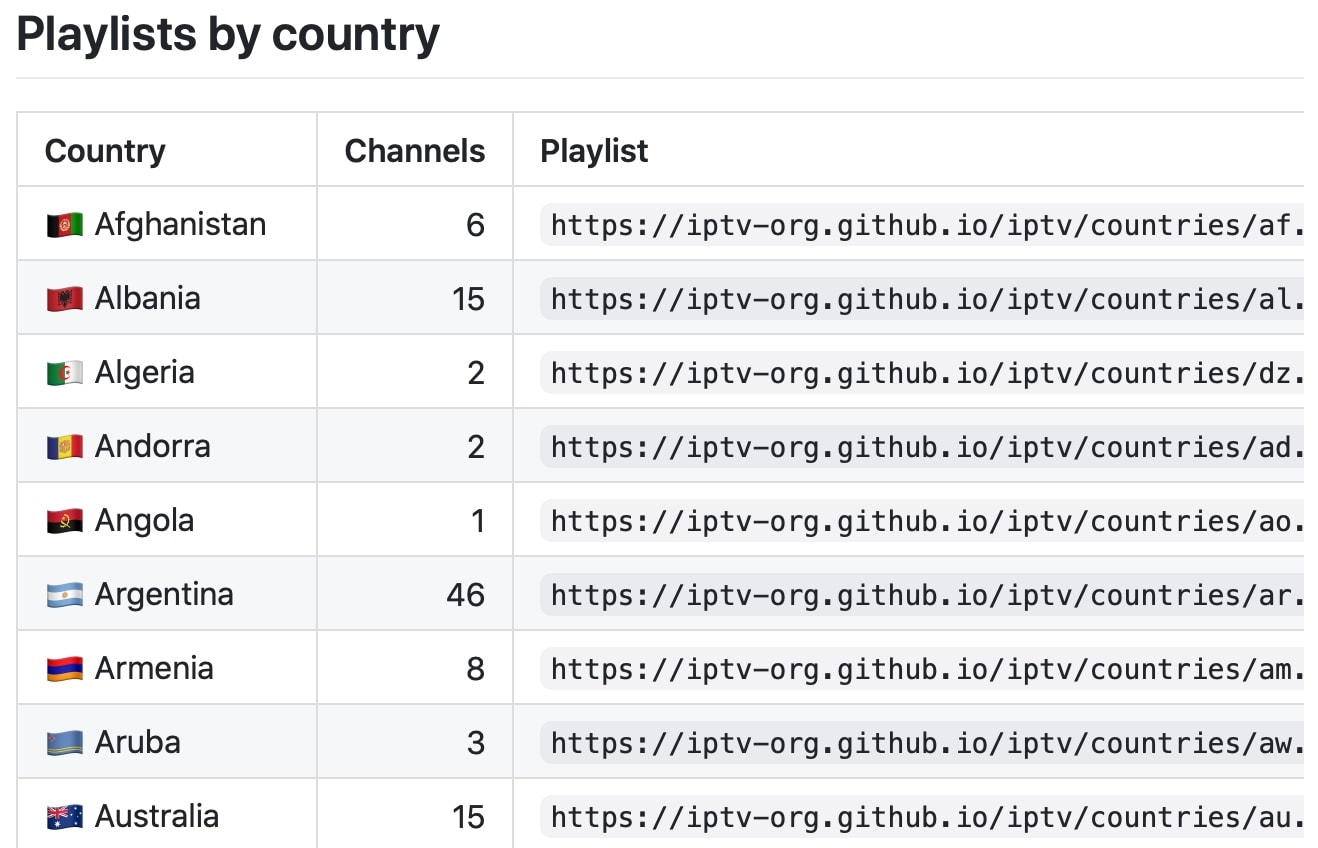 Playlists by country
Country Channels Playlist
🇦🇫 Afghanistan 6 https://iptv-org.github.io/iptv/countries/af.
🇦🇱 Albania 15 https://iptv-org.github.io/iptv/countries/al.
🇩🇿 Algeria 2 https://iptv-org.github.io/iptv/countries/dz.
🇦🇩 Andorra 2 https://iptv-org.github.io/iptv/countries/ad.
🇦🇴 Angola 1 https://iptv-org.github.io/iptv/countries/ao.
🇦🇷 Argentina 46 https://iptv-org.github.io/iptv/countries/ar.
🇦🇲 Armenia 8 https://iptv-org.github.io/iptv/countries/am.
🇦🇼 Aruba 3 https://iptv-org.github.io/iptv/countries/aw.
🇦🇺 Australia 15 https://iptv-org.github.io/iptv/countries/au.